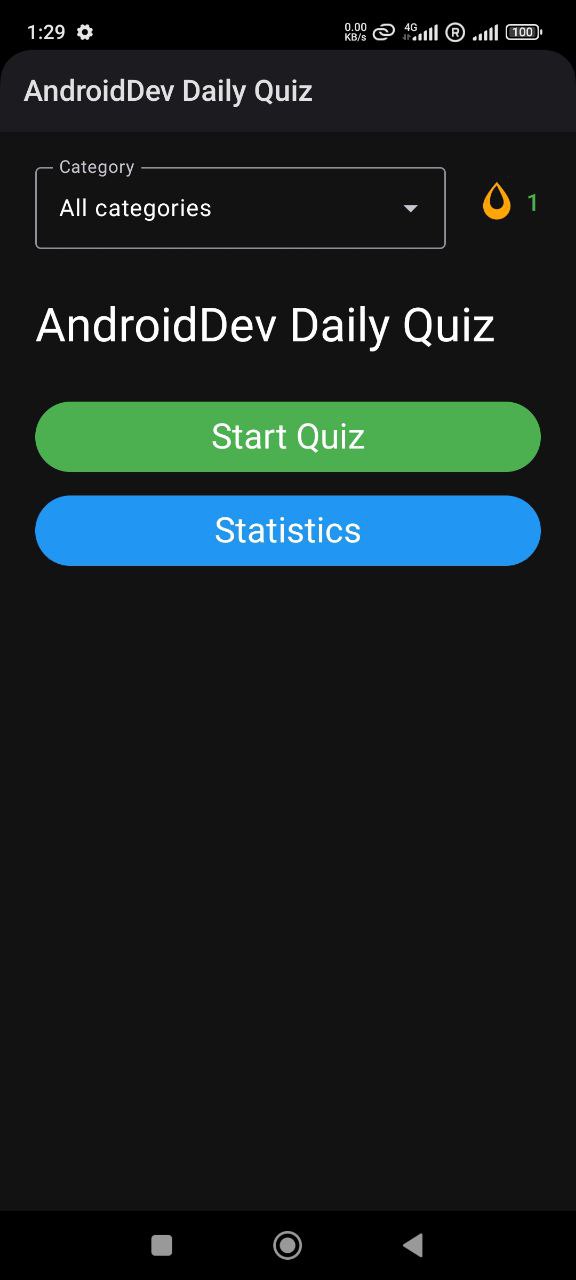 1:29
0.00
KB/s
4G
R
100
AndroidDev Daily Quiz
Category
All categories
1
AndroidDev Daily Quiz
Start Quiz
Statistics